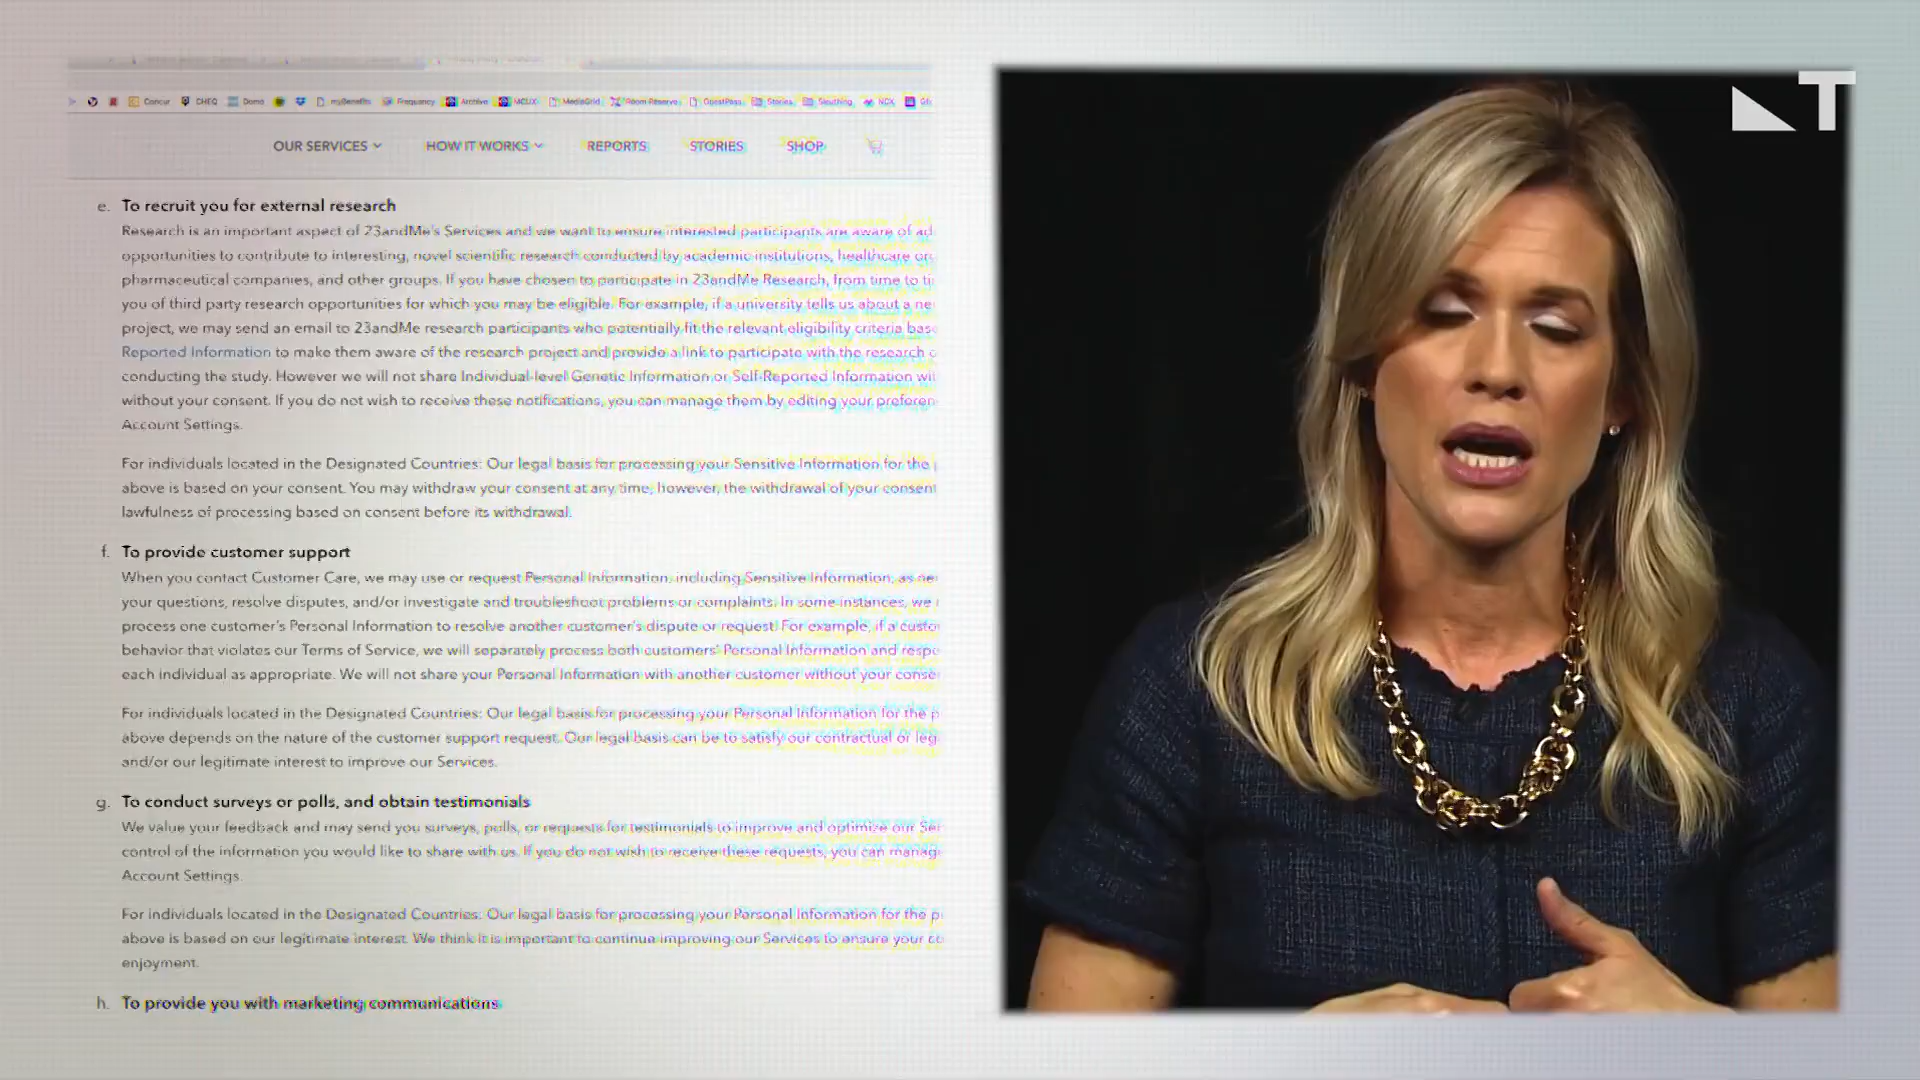 Concur CHEQ Domo myBenefits Frequency Archive MCUX MediaGrid Room Reserve GuestPass Stories Sleuthing NCX
OUR SERVICES HOW IT WORKS REPORTS STORIES SHOP
e. To recruit you for external research
Research is an important aspect of 23andMe's Services and we want to ensure interested participants are aware of ad
opportunities to contribute to interesting, novel scientific research conducted by academic institutions, healthcare or
pharmaceutical companies, and other groups. If you have chosen to participate in 23andMe Research, from time to ti
you of third party research opportunities for which you may be eligible. For example, if a university tells us about a ne
project, we may send an email to 23andMe research participants who potentially fit the relevant eligibility criteria bas
Reported Information to make them aware of the research project and provide a link to participate with the research o
conducting the study. However we will not share Individual-level Genetic Information or Self-Reported Information wi
without your consent. If you do not wish to receive these notifications, you can manage them by editing your preferen
Account Settings.
For individuals located in the Designated Countries: Our legal basis for processing your Sensitive Information for the p
above is based on your consent. You may withdraw your consent at any time; however, the withdrawal of your consent
lawfulness of processing based on consent before its withdrawal.
f. To provide customer support
When you contact Customer Care, we may use or request Personal Information, including Sensitive Information, as ne
your questions, resolve disputes, and/or investigate and troubleshoot problems or complaints. In some instances, we
process one customer's Personal Information to resolve another customer's dispute or request. For example, if a custo
behavior that violates our Terms of Service, we will separately process both customers' Personal Information and respo
each individual as appropriate. We will not share your Personal Information with another customer without your conse
For individuals located in the Designated Countries: Our legal basis for processing your Personal Information for the p
above depends on the nature of the customer support request. Our legal basis can be to satisfy our contractual or leg
and/or our legitimate interest to improve our Services.
g. To conduct surveys or polls, and obtain testimonials
We value your feedback and may send you surveys, polls, or requests for testimonials to improve and optimize our Ser
control of the information you would like to share with us. If you do not wish to receive these requests, you can manag
Account Settings.
For individuals located in the Designated Countries: Our legal basis for processing your Personal Information for the p
above is based on our legitimate interest. We think it is important to continue improving our Services to ensure your co
enjoyment.
h. To provide you with marketing communications